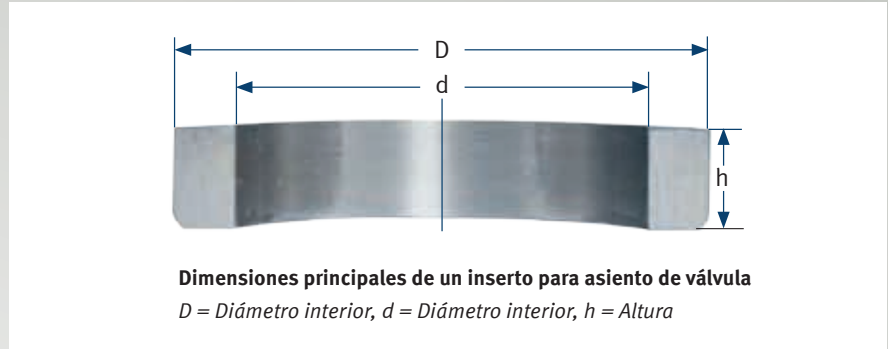 D
d
h
Dimensiones principales de un inserto para asiento de válvula
D = Diámetro interior, d = Diámetro interior, h = Altura